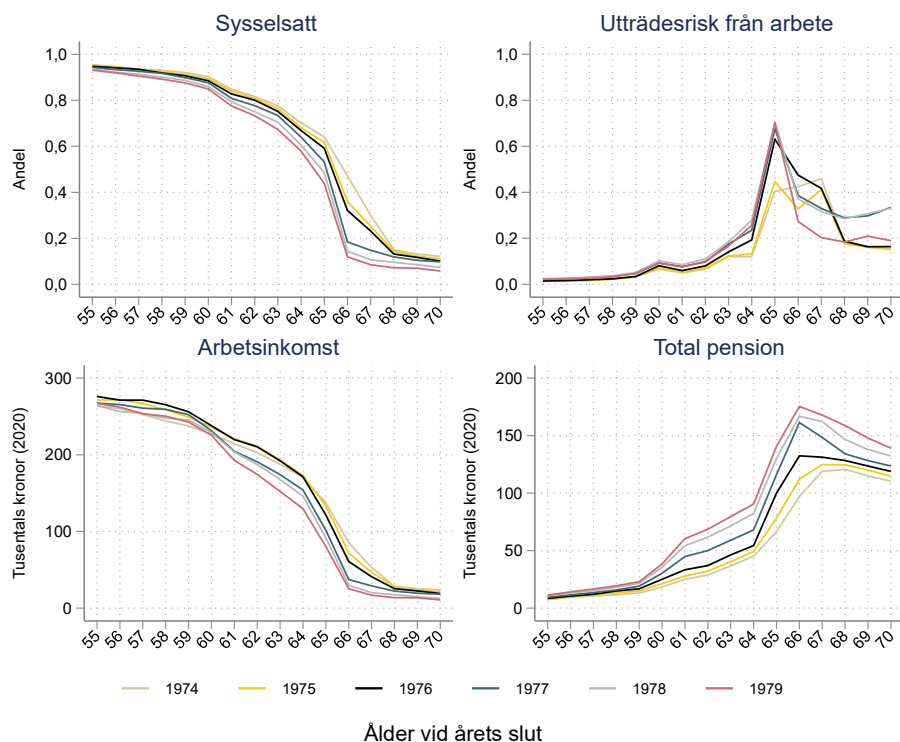 Sysselsatt
Utträdesrisk från arbete
Andel
1,0
0,8
0,6
0,4
0,2
0,0
55 56 57 58 59 60 61 62 63 64 65 66 67 68 69 70
Andel
1,0
0,8
0,6
0,4
0,2
0,0
55 56 57 58 59 60 61 62 63 64 65 66 67 68 69 70
Arbetsinkomst
Total pension
Tusentals kronor (2020)
300
200
100
0
55 56 57 58 59 60 61 62 63 64 65 66 67 68 69 70
Tusentals kronor (2020)
200
150
100
50
0
55 56 57 58 59 60 61 62 63 64 65 66 67 68 69 70
1974 1975 1976 1977 1978 1979
Ålder vid årets slut